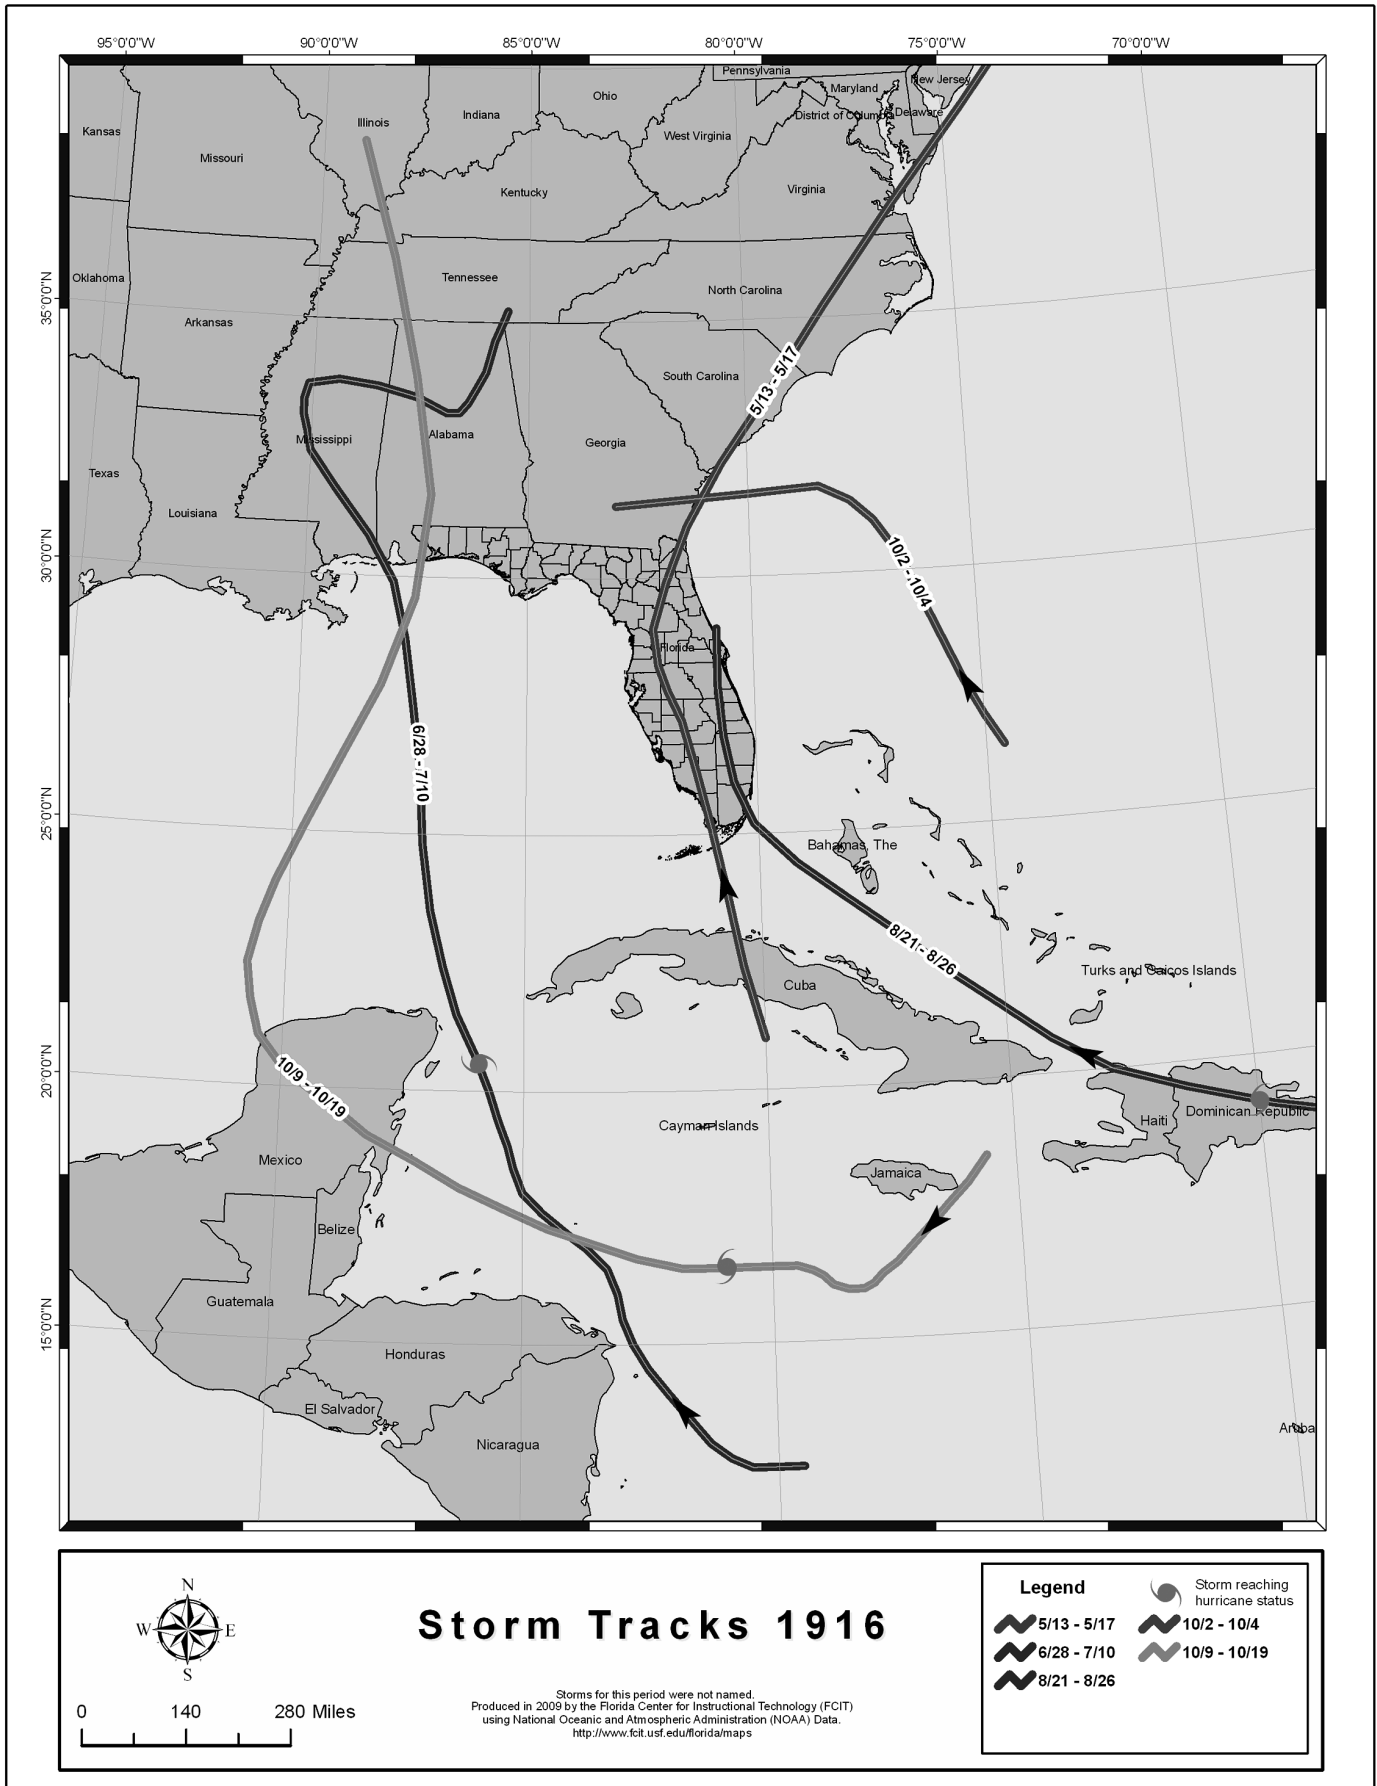 95°0'0"W 90°0'0"W 85°0'0"W 80°0'0"W 75°0'0"W 70°0'0"W
Pennsylvania
New Jersey
Ohio
Maryland
Indiana
Illinois
District of Columbia
Delaware
Kansas
West Virginia
Missouri
Kentucky
Virginia
Oklahoma
Tennessee
North Carolina
35°0'0"N
Arkansas
5/13 - 5/17
South Carolina
Mississippi
Alabama
Georgia
Texas
Louisiana
30°0'0"N
10/2 - 10/4
Florida
6/28 - 7/10
25°0'0"N
Bahamas, The
8/21 - 8/26
Turks and Caicos Islands
Cuba
20°0'0"N
10/9 - 10/19
Dominican Republic
Haiti
Cayman Islands
Mexico
Jamaica
Belize
Guatemala
15°0'0"N
Honduras
El Salvador
Aruba
Nicaragua
N
W E
S
0 140 280 Miles
Storm Tracks 1916
Storms for this period were not named.
Produced in 2009 by the Florida Center for Instructional Technology (FCIT)
using National Oceanic and Atmospheric Administration (NOAA) Data.
http://www.fcit.usf.edu/florida/maps
Legend
5/13 - 5/17
6/28 - 7/10
8/21 - 8/26
Storm reaching
hurricane status
10/2 - 10/4
10/9 - 10/19